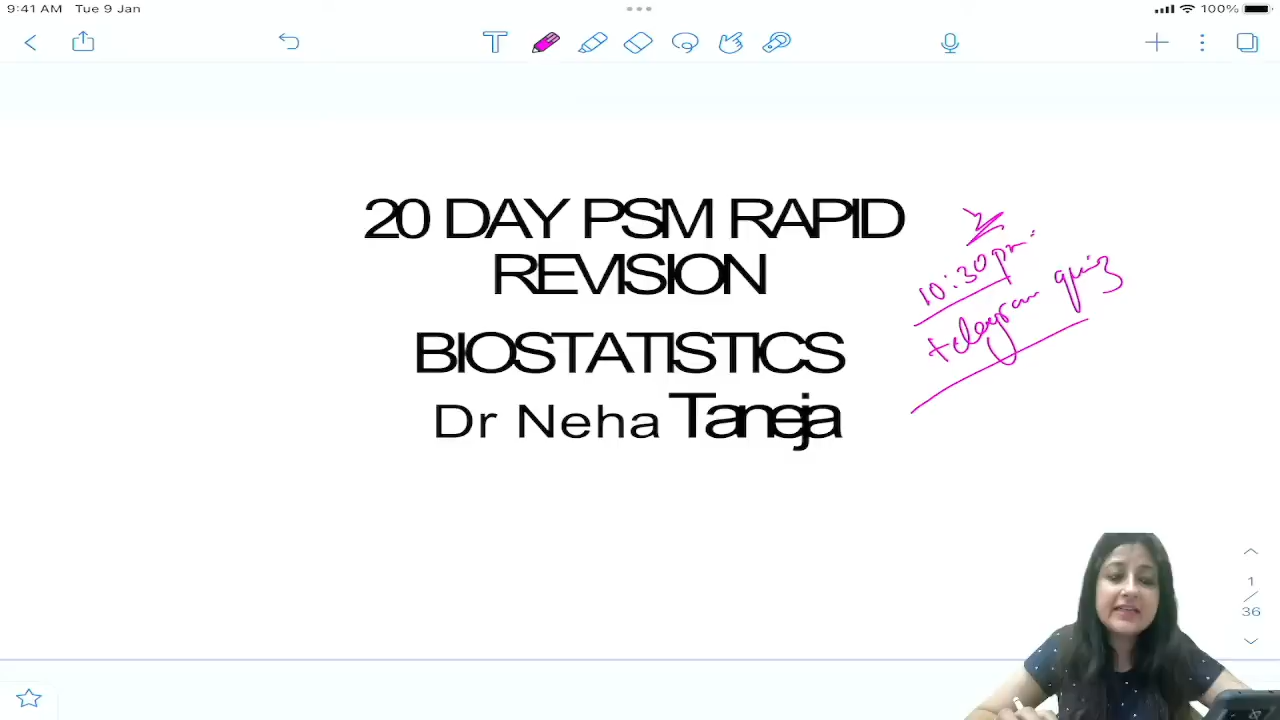 9:41 AM Tue 9 Jan
100%
20 DAY PSM RAPID
REVISION
BIOSTATISTICS
Dr Neha Taneja
10:30pm
telegram quiz
1
36